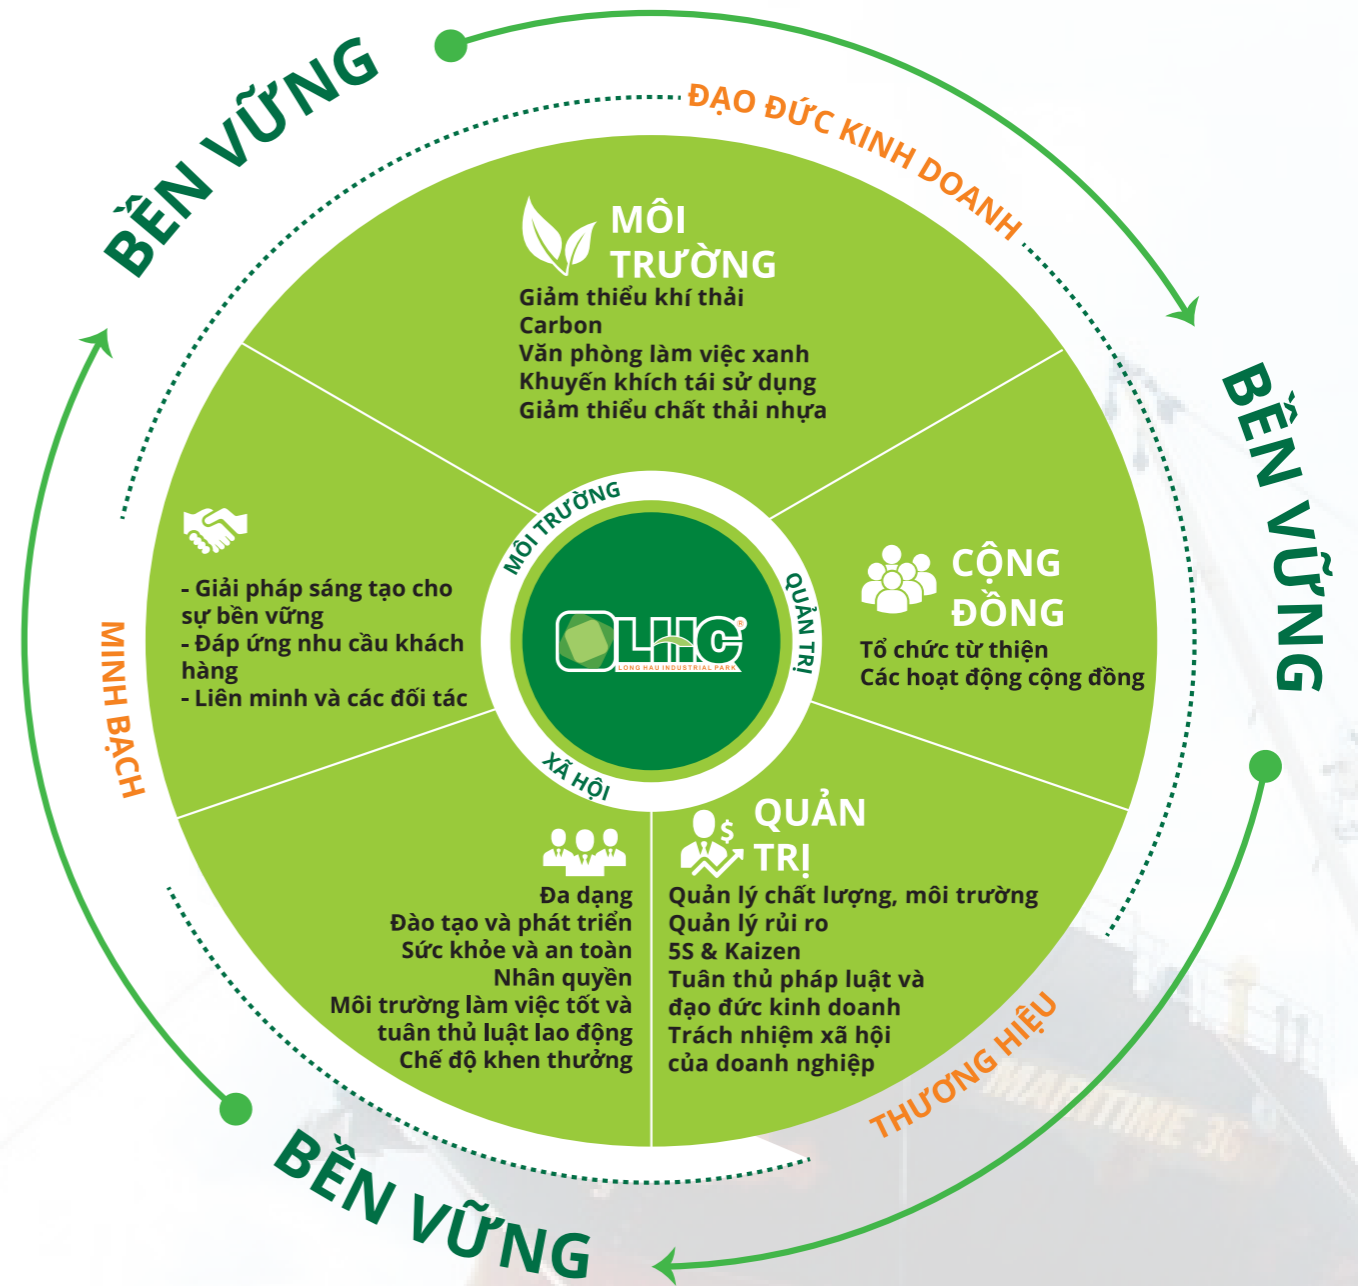 BỀN VỮNG
ĐẠO ĐỨC KINH DOANH
MÔI
TRƯỜNG
Giảm thiểu khí thải
Carbon
Văn phòng làm việc xanh
Khuyến khích tái sử dụng
Giảm thiểu chất thải nhựa
BỀN VỮNG
MÔI TRƯỜNG
QUẢN TRỊ
XÃ HỘI
LHC®
LONG HAU INDUSTRIAL PARK
CỘNG
ĐỒNG
Tổ chức từ thiện
Các hoạt động cộng đồng
- Giải pháp sáng tạo cho
sự bền vững
- Đáp ứng nhu cầu khách
hàng
- Liên minh và các đối tác
MINH BẠCH
Đa dạng
Đào tạo và phát triển
Sức khỏe và an toàn
Nhân quyền
Môi trường làm việc tốt và
tuân thủ luật lao động
Chế độ khen thưởng
$
QUẢN
TRỊ
Quản lý chất lượng, môi trường
Quản lý rủi ro
5S & Kaizen
Tuân thủ pháp luật và
đạo đức kinh doanh
Trách nhiệm xã hội
của doanh nghiệp
THƯƠNG HIỆU
MARITIME 36
BỀN VỮNG